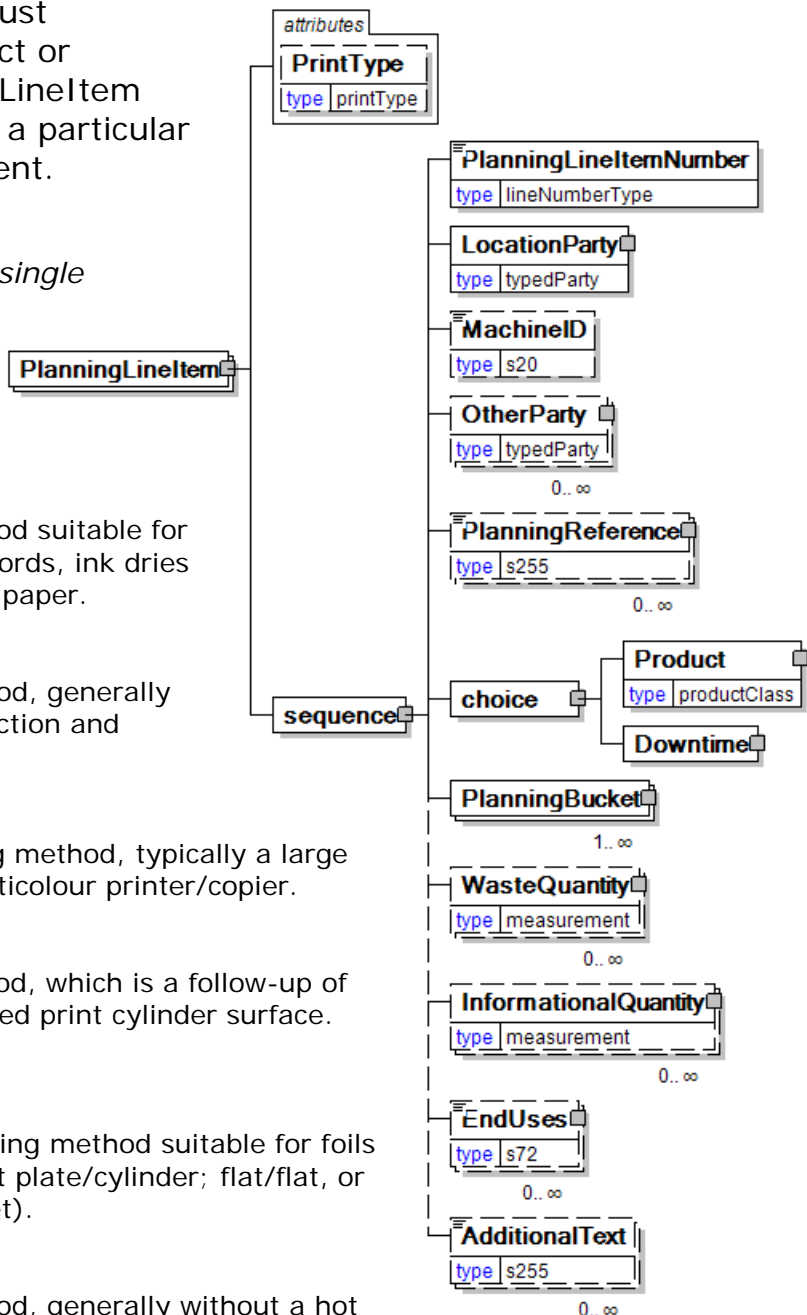 ust
ct or
LineItem
a particular
ent.
single
PlanningLineItem
od suitable for
ords, ink dries
paper.
od, generally
ction and
g method, typically a large
ticolour printer/copier.
od, which is a follow-up of
ed print cylinder surface.
ing method suitable for foils
t plate/cylinder; flat/flat, or
et).
od, generally without a hot
attributes
PrintType
type printType
sequence
PlanningLineItemNumber
type lineNumberType
LocationParty
type typedParty
MachineID
type s20
OtherParty
type typedParty
0.. ∞
PlanningReference
type s255
0.. ∞
choice
Product
type productClass
Downtime
PlanningBucket
1.. ∞
WasteQuantity
type measurement
0.. ∞
InformationalQuantity
type measurement
0.. ∞
EndUses
type s72
0.. ∞
AdditionalText
type s255
0.. ∞